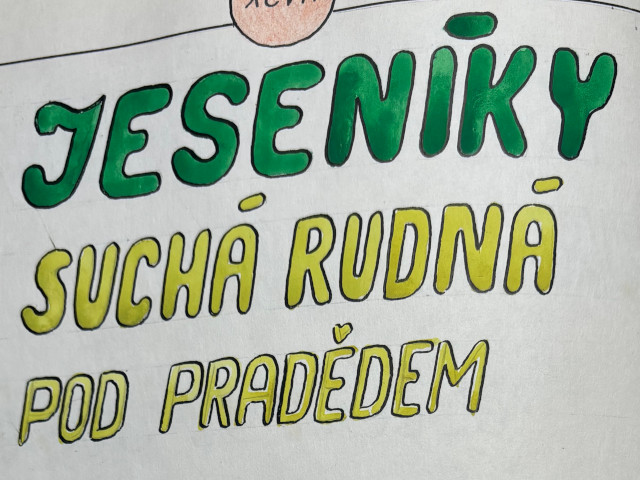 JESENÍKY
SUCHÁ RUDNÁ
POD PRADĚDEM